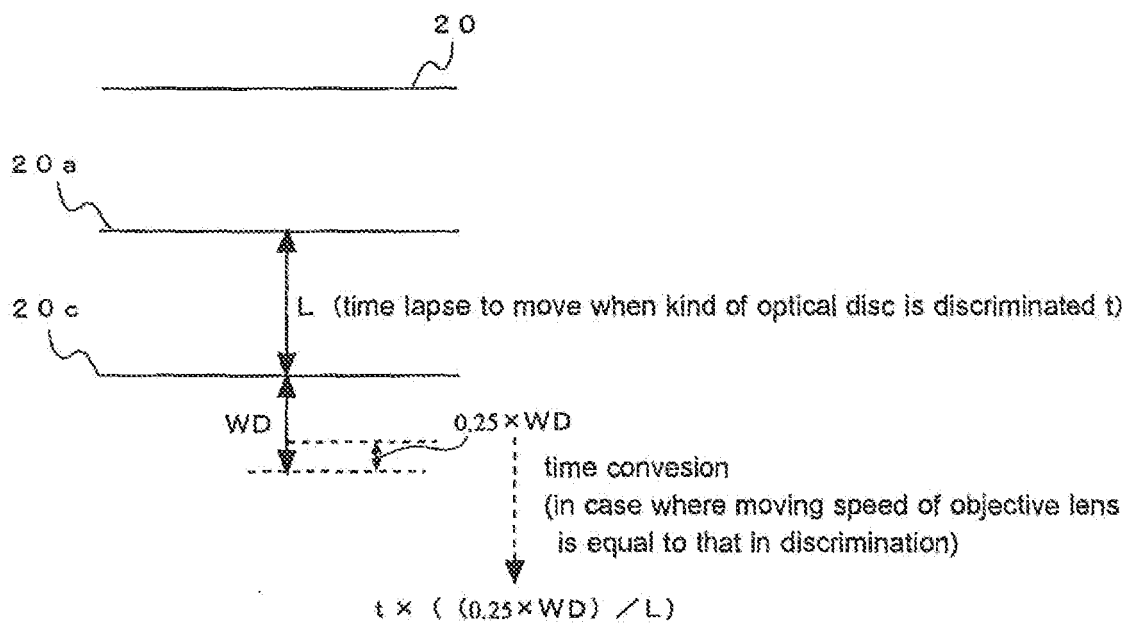 20
20a
L (time lapse to move when kind of optical disc is discriminated t)
20c
WD
0.25×WD
time convesion
(in case where moving speed of objective lens
is equal to that in discrimination)
t × ( (0.25×WD) / L)